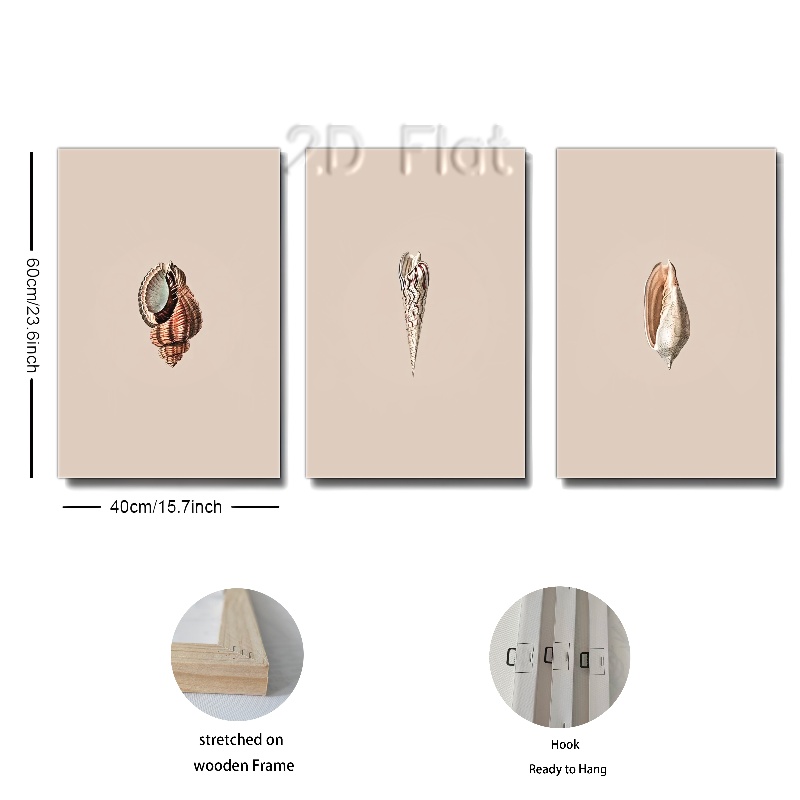 2D Flat
60cm/23.6inch
40cm/15.7inch
stretched on
wooden Frame
Hook
Ready to Hang